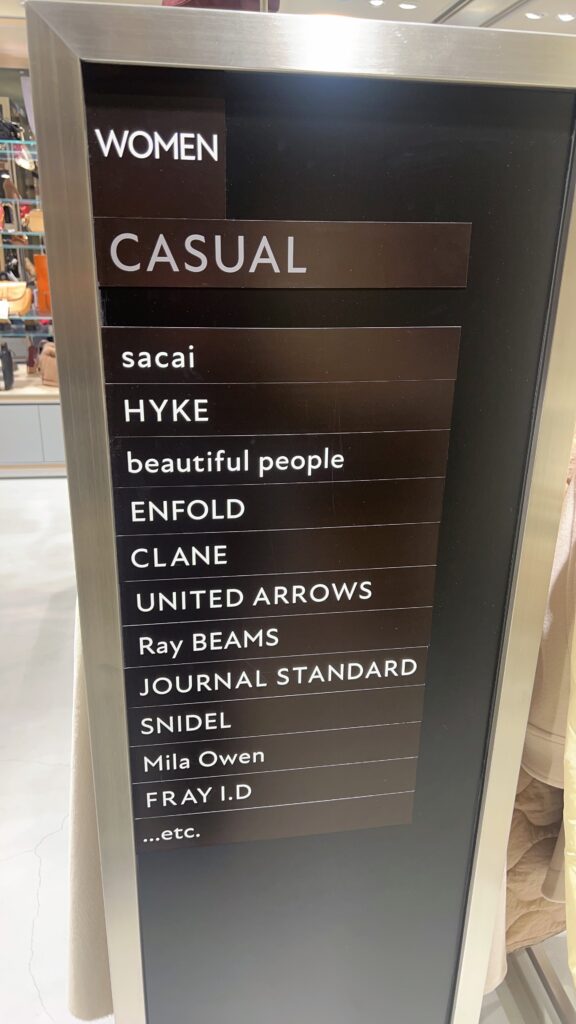 WOMEN
CASUAL
sacai
HYKE
beautiful people
ENFOLD
CLANE
UNITED ARROWS
Ray BEAMS
JOURNAL STANDARD
SNIDEL
Mila Owen
FRAY I.D
...etc.